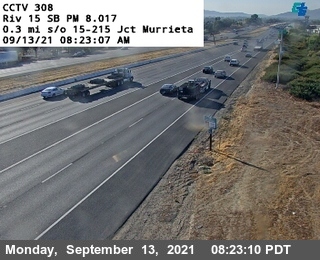 CCTV 308
Riv 15 SB PM 8.017
0.3 mi s/o 15-215 Jct Murrieta
09/13/21 08:23:07 AM
Monday, September 13, 2021 08:23:10 PDT